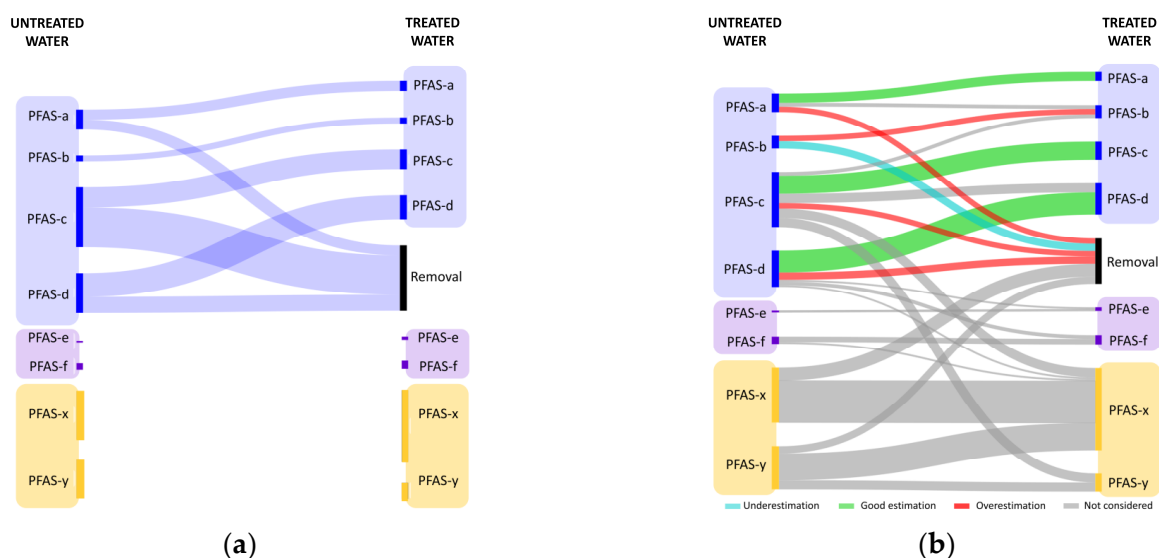 UNTREATED
WATER
TREATED
WATER
PFAS-a
PFAS-b
PFAS-c
PFAS-d
PFAS-e
PFAS-f
PFAS-x
PFAS-y
PFAS-a
PFAS-b
PFAS-c
PFAS-d
Removal
PFAS-e
PFAS-f
PFAS-x
PFAS-y
(a)
UNTREATED
WATER
TREATED
WATER
PFAS-a
PFAS-b
PFAS-c
PFAS-d
PFAS-e
PFAS-f
PFAS-x
PFAS-y
PFAS-a
PFAS-b
PFAS-c
PFAS-d
Removal
PFAS-e
PFAS-f
PFAS-x
PFAS-y
Underestimation Good estimation Overestimation Not considered
(b)